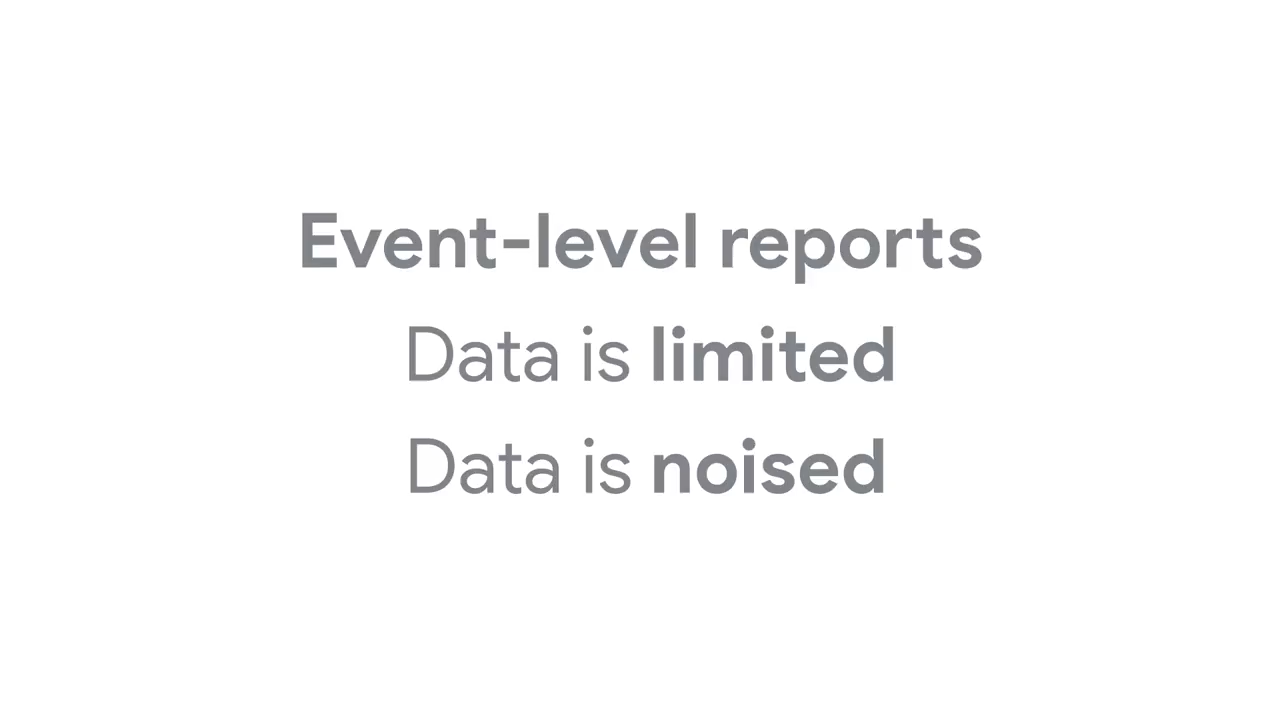 Event-level reports
Data is limited
Data is noised